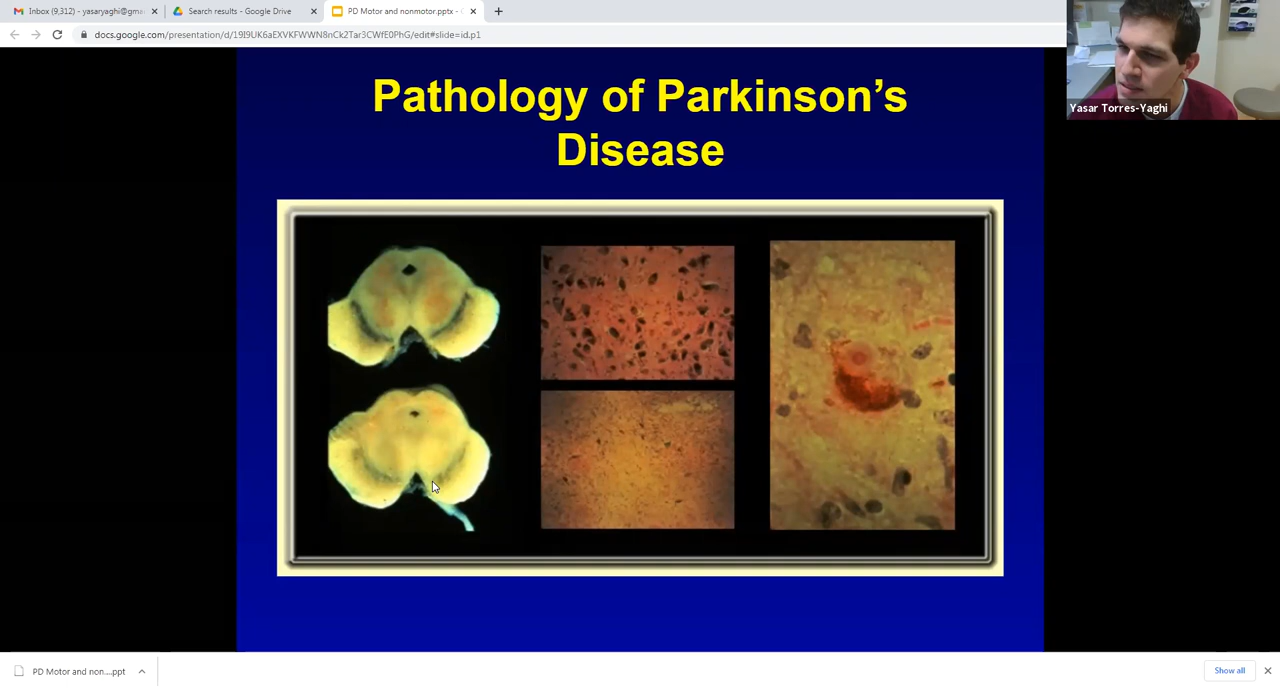 Inbox (9,312) - yasaryaghi@gma
Search results - Google Drive
PD Motor and nonmotor.pptx -
docs.google.com/presentation/d/19I9UK6aEXVKFWWN8nCk2Tar3CWfE0PhG/edit#slide=id.p1
Yasar Torres-Yaghi
Pathology of Parkinson's
Disease
PD Motor and non....ppt
Show all